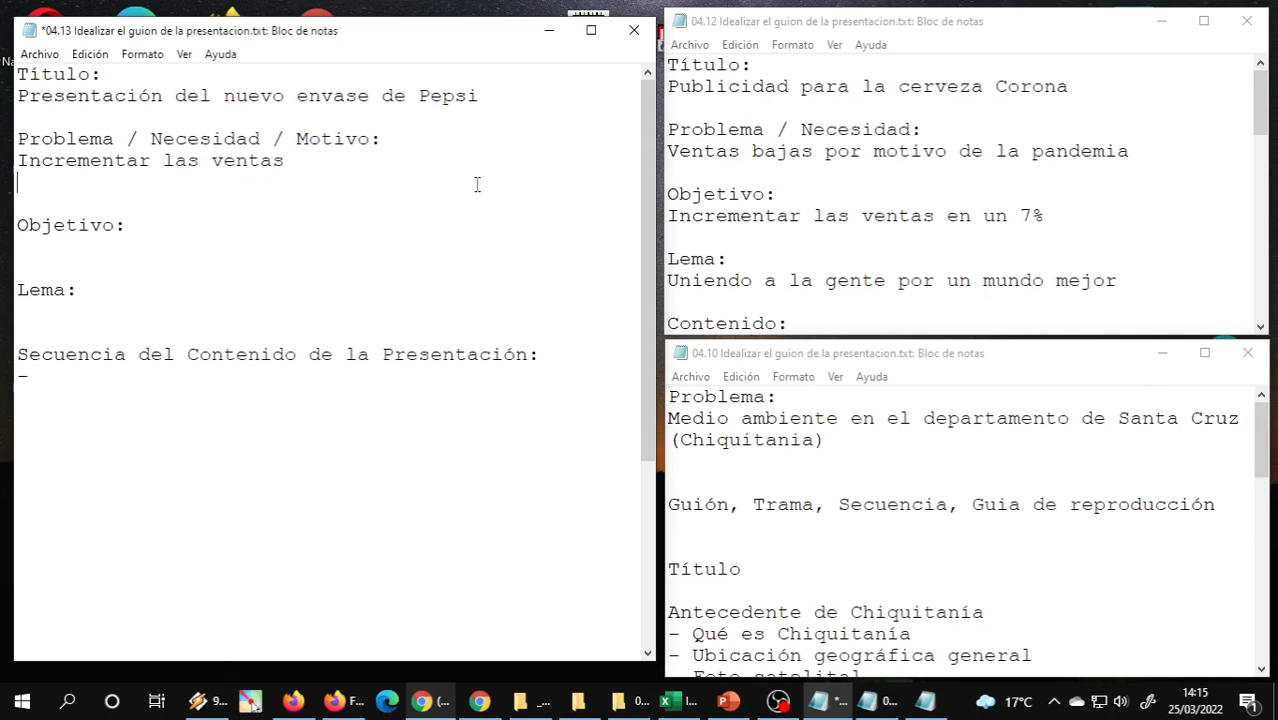 *04.13 Idealizar el guion de la presentacion.txt: Bloc de notas
Archivo Edición Formato Ver Ayuda
Título:
Presentación del nuevo envase de Pepsi
Problema / Necesidad / Motivo:
Incrementar las ventas
Objetivo:
Lema:
Secuencia del Contenido de la Presentación:
-
04.12 Idealizar el guion de la presentacion.txt: Bloc de notas
Archivo Edición Formato Ver Ayuda
Título:
Publicidad para la cerveza Corona
Problema / Necesidad:
Ventas bajas por motivo de la pandemia
Objetivo:
Incrementar las ventas en un 7%
Lema:
Uniendo a la gente por un mundo mejor
Contenido:
04.10 Idealizar el guion de la presentacion.txt: Bloc de notas
Archivo Edición Formato Ver Ayuda
Problema:
Medio ambiente en el departamento de Santa Cruz
(Chiquitania)
Guión, Trama, Secuencia, Guia de reproducción
Título
Antecedente de Chiquitanía
- Qué es Chiquitanía
- Ubicación geográfica general
- Foto satelital
9... F... (... _... 0... I... *... 0... 17°C 14:15
25/03/2022 1